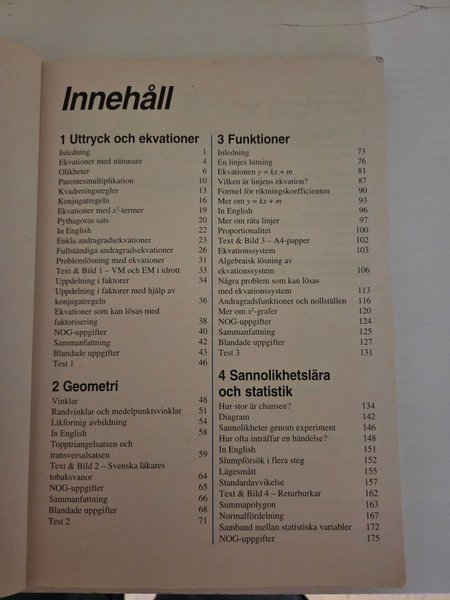 Innehåll
1 Uttryck och ekvationer
Inledning 1
Ekvationer med nämnare 4
Olikheter 6
Parentesmultiplikation 10
Kvadreringsregler 13
Konjugatregeln 16
Ekvationer med x²-termer 19
Pythagoras sats 20
In English 22
Enkla andragradsekvationer 23
Fullständiga andragradsekvationer 26
Problemlösning med ekvationer 31
Text & Bild 1 – VM och EM i idrott 33
Uppdelning i faktorer 34
Uppdelning i faktorer med hjälp av
konjugatregeln 36
Ekvationer som kan lösas med
faktorisering 38
NOG-uppgifter 40
Sammanfattning 42
Blandade uppgifter 43
Test 1 46
2 Geometri
Vinklar 48
Randvinklar och medelpunktsvinklar 51
Likformig avbildning 54
In English 58
Topptriangelsatsen och
transversalsatsen 59
Text & Bild 2 – Svenska läkares
tobaksvanor 64
NOG-uppgifter 65
Sammanfattning 66
Blandade uppgifter 68
Test 2 71
3 Funktioner
Inledning 73
En linjes lutning 76
Ekvationen y = kx + m 81
Vilken är linjens ekvation? 87
Formel för riktningskoefficienten 90
Mer om y = kx + m 93
In English 96
Mer om räta linjer 97
Proportionalitet 100
Text & Bild 3 – A4-papper 102
Ekvationssystem 103
Algebraisk lösning av
ekvationssystem 106
Några problem som kan lösas
med ekvationssystem 113
Andragradsfunktioner och nollställen 116
Mer om x²-grafer 120
NOG-uppgifter 124
Sammanfattning 125
Blandade uppgifter 127
Test 3 131
4 Sannolikhetslära
och statistik
Hur stor är chansen? 134
Diagram 142
Sannolikheter genom experiment 146
Hur ofta inträffar en händelse? 148
In English 151
Slumpförsök i flera steg 152
Lägesmått 155
Standardavvikelse 157
Text & Bild 4 – Returburkar 162
Summapolygon 163
Normalfördelning 167
Samband mellan statistiska variabler 172
NOG-uppgifter 175